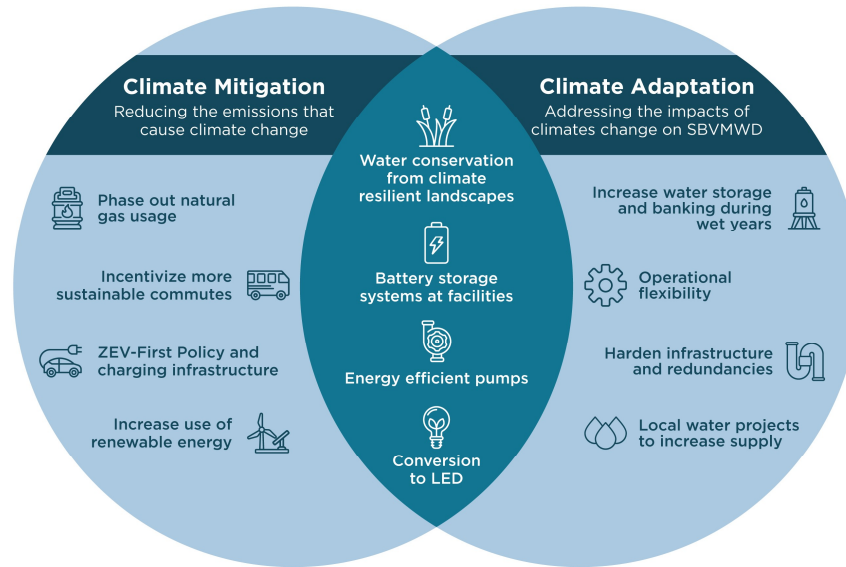 Climate Mitigation
Reducing the emissions that
cause climate change
Phase out natural
gas usage
Incentivize more
sustainable commutes
ZEV-First Policy and
charging infrastructure
Increase use of
renewable energy
Water conservation
from climate
resilient landscapes
Battery storage
systems at facilities
Energy efficient pumps
Conversion
to LED
Climate Adaptation
Addressing the impacts of
climates change on SBVMWD
Increase water storage
and banking during
wet years
Operational
flexibility
Harden infrastructure
and redundancies
Local water projects
to increase supply